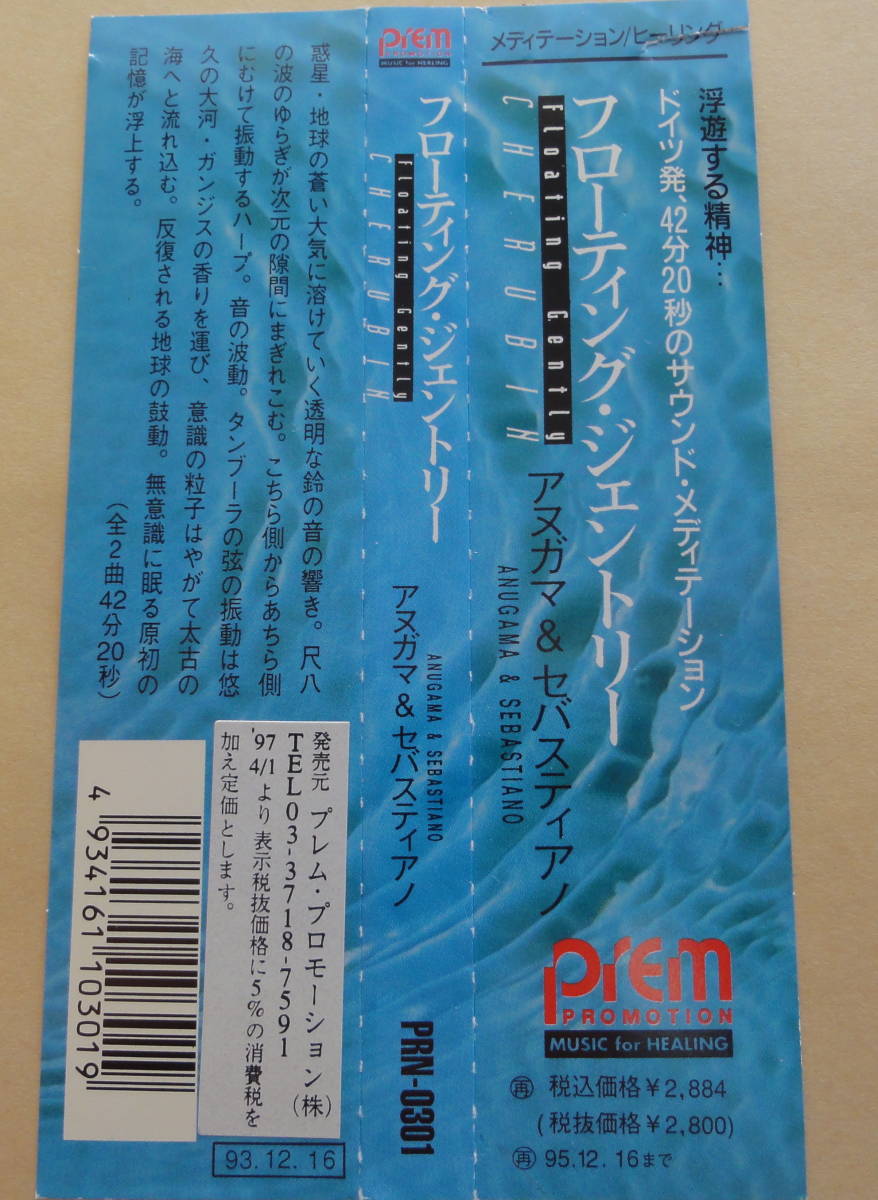 メディテーション/ヒーリング
浮遊する精神…
ドイツ発、42分20秒のサウンド・メディテーション
フローティング・ジェントリー
Floating Gently
CHERUBIN
アヌガマ & セバスティアノ
ANUGAMA & SEBASTIANO
PREM
PROMOTION
MUSIC for HEALING
再 税込価格¥2,884
(税抜価格¥2,800)
再 95.12.16まで
PREM
PROMOTION
MUSIC for HEALING
フローティング・ジェントリー
Floating Gently
CHERUBIN
アヌガマ & セバスティアノ
ANUGAMA & SEBASTIANO
PRN-0301
惑星・地球の蒼い大気に溶けていく透明な鈴の音の響き。尺八
の波のゆらぎが次元の隙間にまぎれこむ。こちら側からあちら側
にむけて振動するハープ。音の波動。タンブーラの弦の振動は悠
久の大河・ガンジスの香りを運び、意識の粒子はやがて太古の
海へと流れ込む。反復される地球の鼓動。無意識に眠る原初の
記憶が浮上する。
(全2曲42分20秒)
発売元 プレム・プロモーション(株)
TEL03-3718-7591
'97 4/1より表示税抜価格に5%の消費税を
加え定価とします。
4 934161 103019
93.12.16